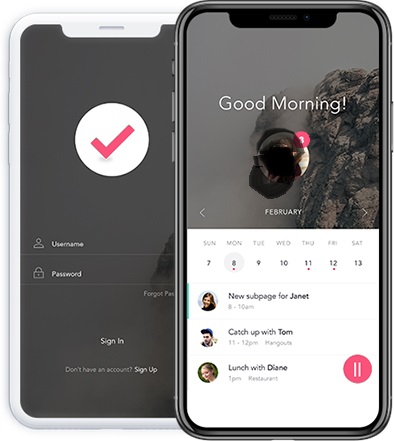 Username
Password
Forgot Pas
Sign In
Don't have an account? Sign Up
Good Morning!
FEBRUARY
SUN MON TUE WED THU FRI SAT
7 8 9 10 11 12 13
New subpage for Janet
8 - 10am
Catch up with Tom
11 - 12pm Hangouts
Lunch with Diane
1pm Restaurant